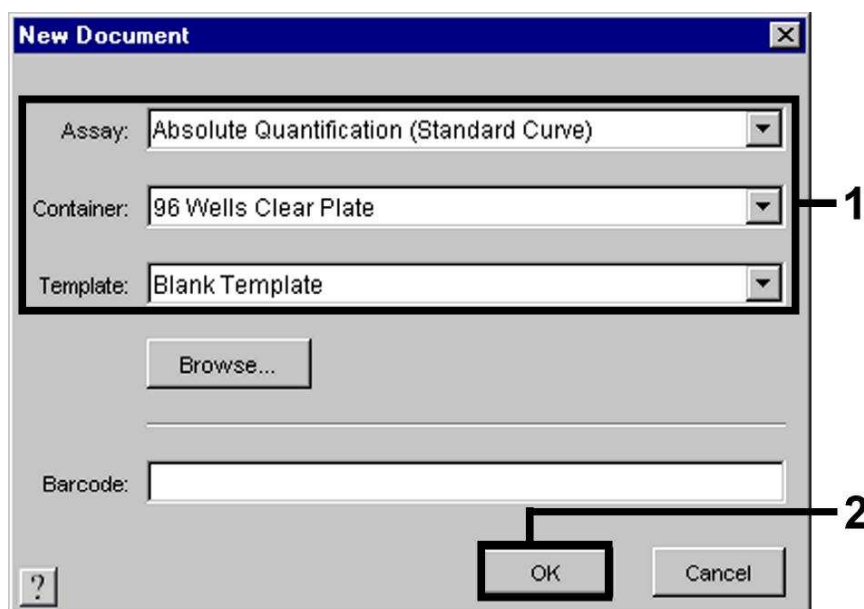 New Document
Assay: Absolute Quantification (Standard Curve)
Container: 96 Wells Clear Plate
1
Template: Blank Template
Browse...
Barcode:
2
OK Cancel
?